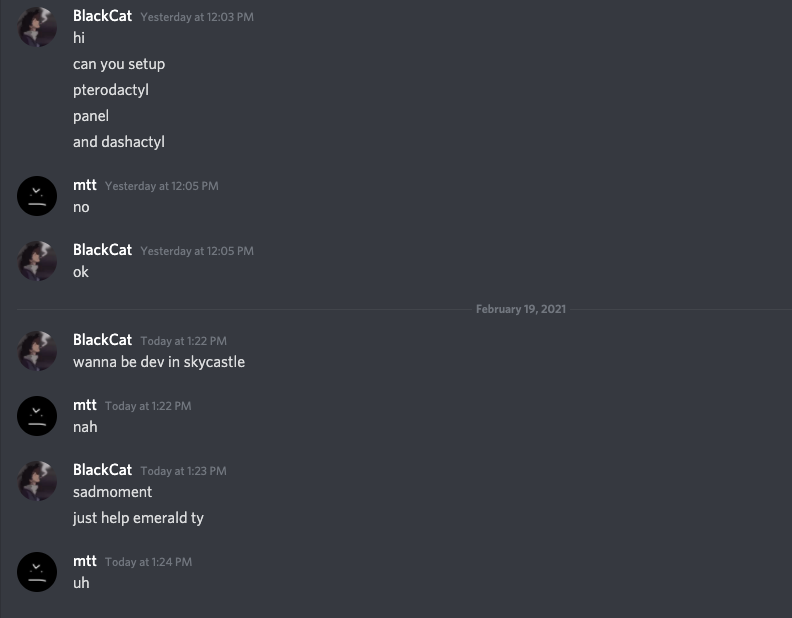 BlackCat Yesterday at 12:03 PM
hi
can you setup
pterodactyl
panel
and dashactyl
mtt Yesterday at 12:05 PM
no
BlackCat Yesterday at 12:05 PM
ok
February 19, 2021
BlackCat Today at 1:22 PM
wanna be dev in skycastle
mtt Today at 1:22 PM
nah
BlackCat Today at 1:23 PM
sadmoment
just help emerald ty
mtt Today at 1:24 PM
uh